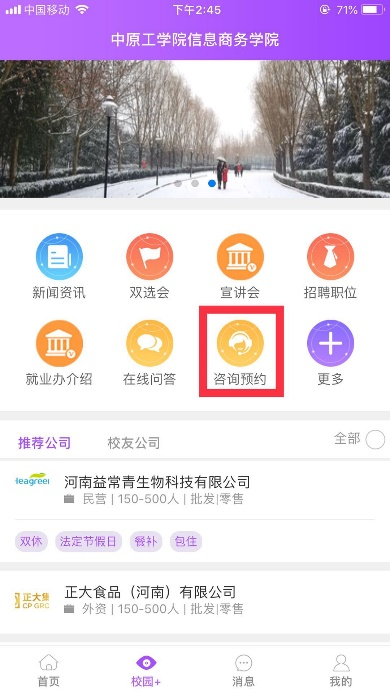 中国移动 下午2:45 71%
中原工学院信息商务学院
新闻资讯 双选会 宣讲会 招聘职位
就业办介绍 在线问答 咨询预约 更多
推荐公司 校友公司 全部
Heagreen 河南益常青生物科技有限公司
民营 | 150-500人 | 批发|零售
双休 法定节假日 餐补 包住
正大集 正大食品（河南）有限公司
CP GRO 外资 | 150-500人 | 批发|零售
首页 校园+ 消息 我的